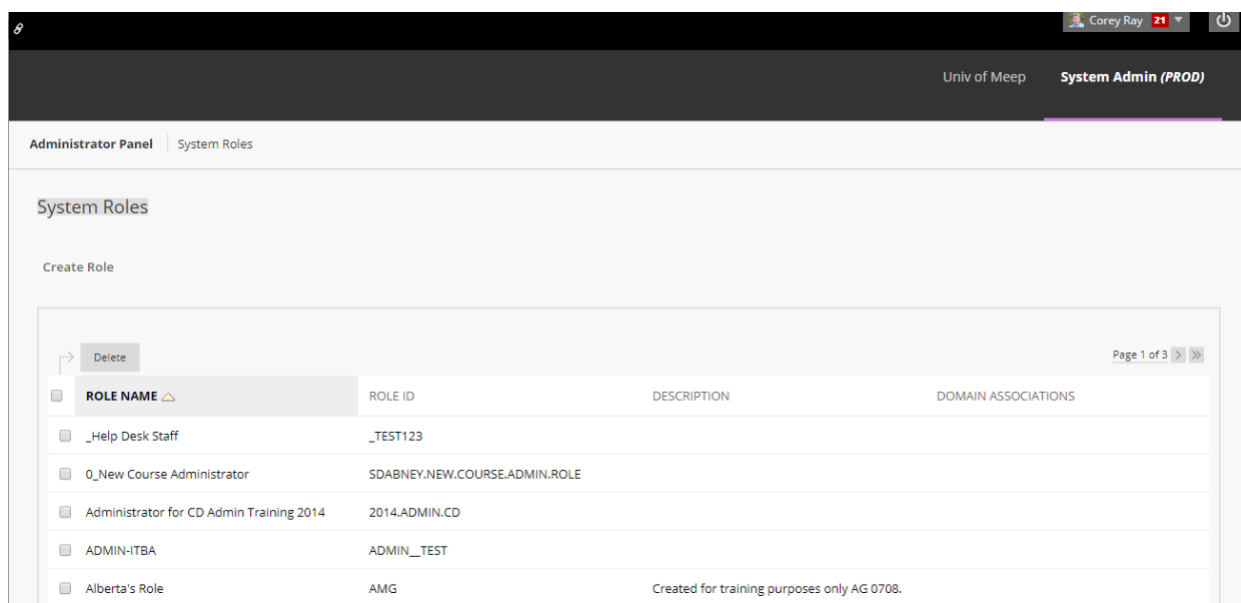 Corey Ray 21
Univ of Meep System Admin (PROD)
Administrator Panel System Roles
System Roles
Create Role
Delete Page 1 of 3
ROLE NAME ROLE ID DESCRIPTION DOMAIN ASSOCIATIONS
_Help Desk Staff _TEST123
0_New Course Administrator SDABNEY.NEW.COURSE.ADMIN.ROLE
Administrator for CD Admin Training 2014 2014.ADMIN.CD
ADMIN-ITBA ADMIN__TEST
Alberta's Role AMG Created for training purposes only AG 0708.